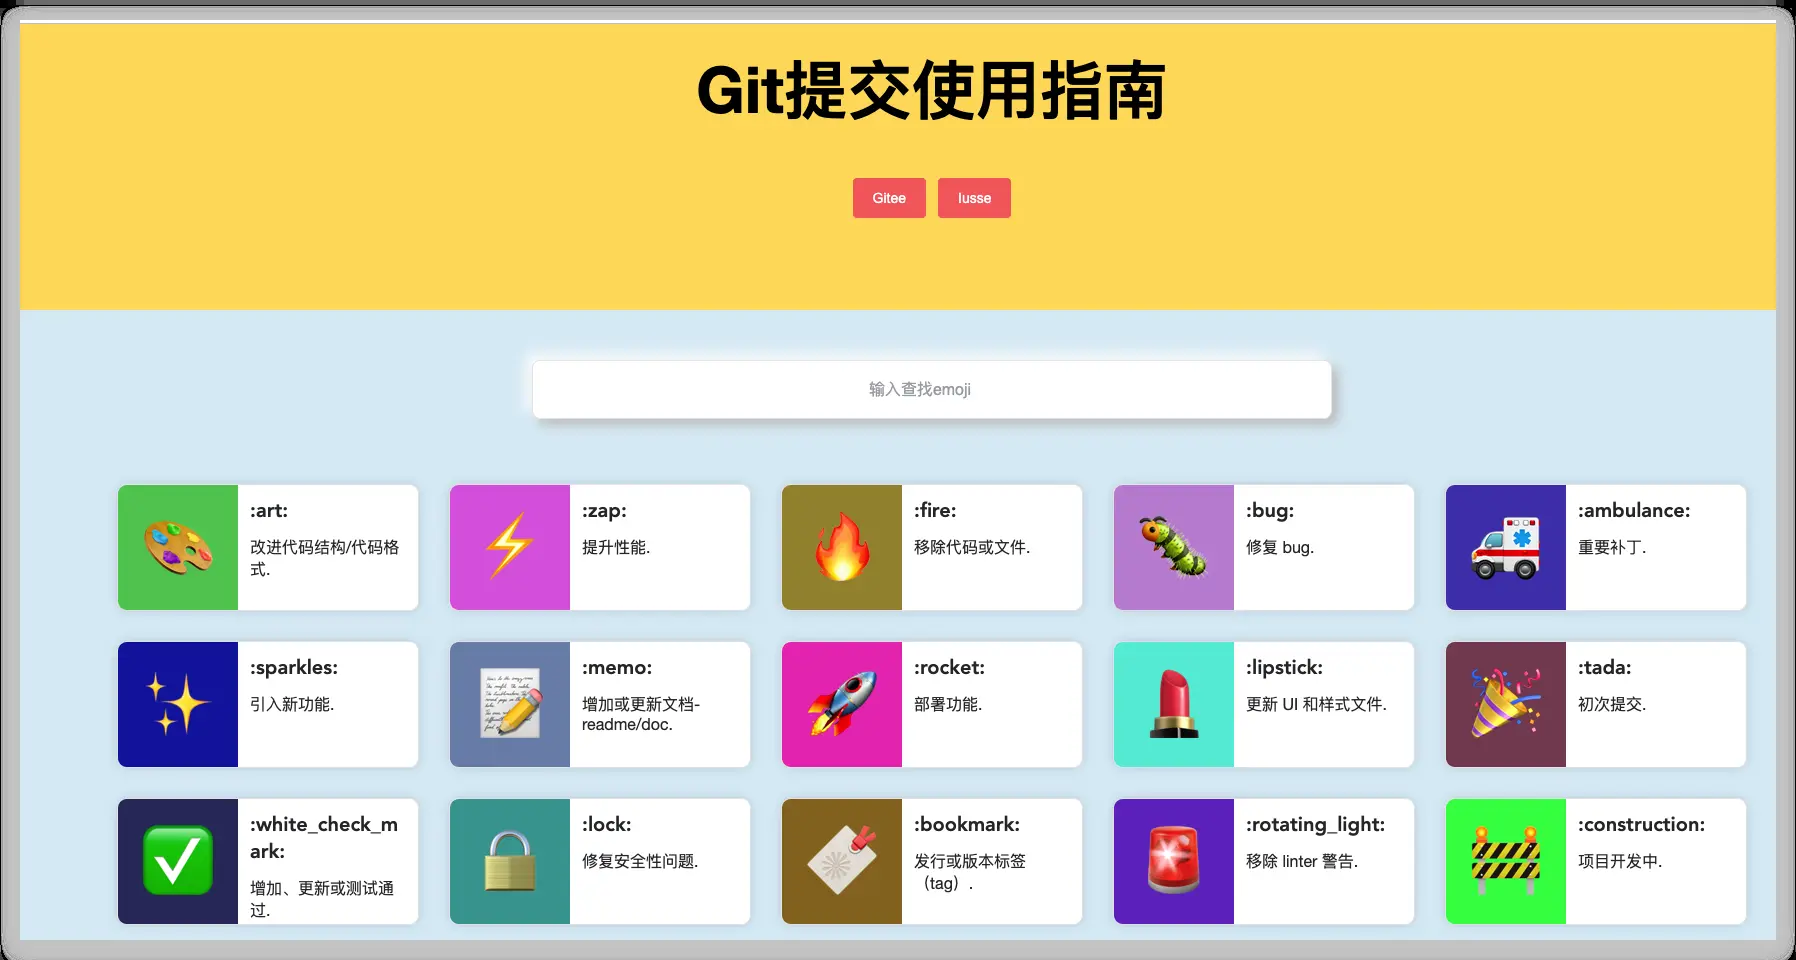 Git提交使用指南
Gitee
lusse
输入查找emoji
:art:
改进代码结构/代码格
式.
:zap:
提升性能.
:fire:
移除代码或文件.
:bug:
修复 bug.
:ambulance:
重要补丁.
:sparkles:
引入新功能.
:memo:
增加或更新文档-
readme/doc.
:rocket:
部署功能.
:lipstick:
更新 UI 和样式文件.
:tada:
初次提交.
:white_check_m
ark:
增加、更新或测试通
过.
:lock:
修复安全性问题.
:bookmark:
发行或版本标签
（tag）.
:rotating_light:
移除 linter 警告.
:construction:
项目开发中.